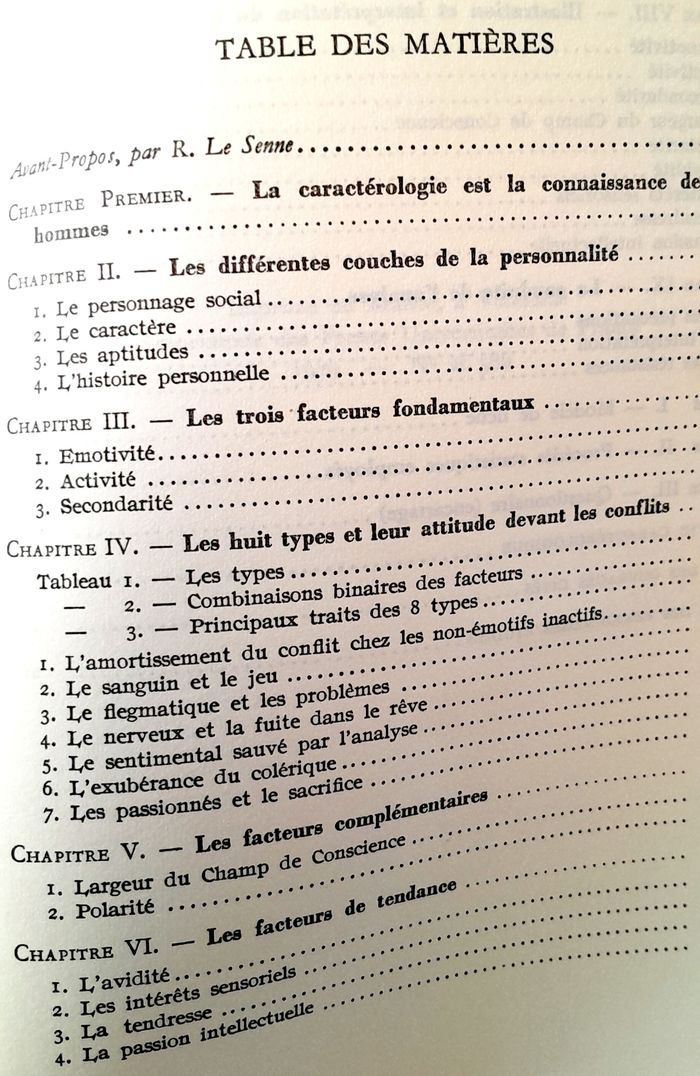 TABLE DES MATIÈRES
Avant-Propos, par R. Le Senne
CHAPITRE PREMIER. — La caractérologie est la connaissance de
hommes
CHAPITRE II. — Les différentes couches de la personnalité
1. Le personnage social
2. Le caractère
3. Les aptitudes
4. L'histoire personnelle
CHAPITRE III. — Les trois facteurs fondamentaux
1. Emotivité
2. Activité
3. Secondarité
CHAPITRE IV. — Les huit types et leur attitude devant les conflits
Tableau 1. — Les types
— 2. — Combinaisons binaires des facteurs
— 3. — Principaux traits des 8 types
1. L'amortissement du conflit chez les non-émotifs inactifs
2. Le sanguin et le jeu
3. Le flegmatique et les problèmes
4. Le nerveux et la fuite dans le rêve
5. Le sentimental sauvé par l'analyse
6. L'exubérance du colérique
7. Les passionnés et le sacrifice
CHAPITRE V. — Les facteurs complémentaires
1. Largeur du Champ de Conscience
2. Polarité
CHAPITRE VI. — Les facteurs de tendance
1. L'avidité
2. Les intérêts sensoriels
3. La tendresse
4. La passion intellectuelle